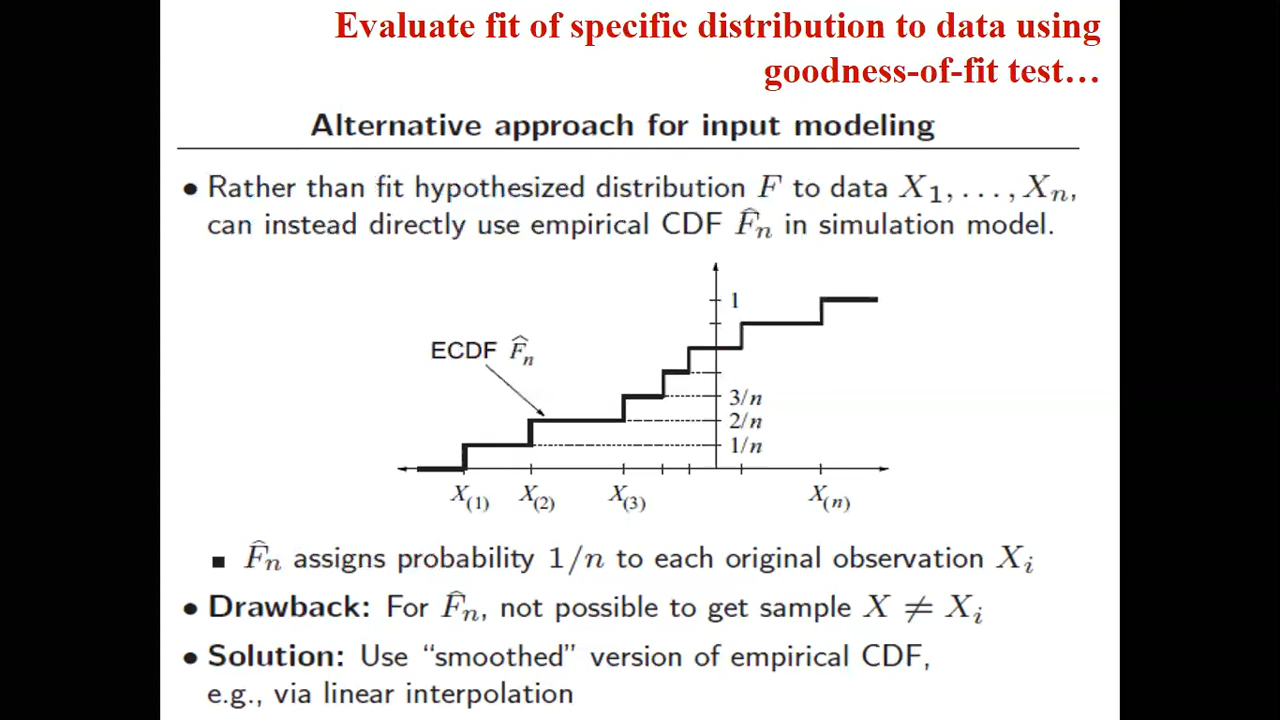 Evaluate fit of specific distribution to data using
goodness-of-fit test…
Alternative approach for input modeling
● Rather than fit hypothesized distribution F to data X₁, . . . , Xₙ,
can instead directly use empirical CDF F̂ₙ in simulation model.
1
ECDF F̂ₙ
3/n
2/n
1/n
X₍₁₎ X₍₂₎ X₍₃₎ X₍ₙ₎
■ F̂ₙ assigns probability 1/n to each original observation Xᵢ
● Drawback: For F̂ₙ, not possible to get sample X ≠ Xᵢ
● Solution: Use “smoothed” version of empirical CDF,
e.g., via linear interpolation